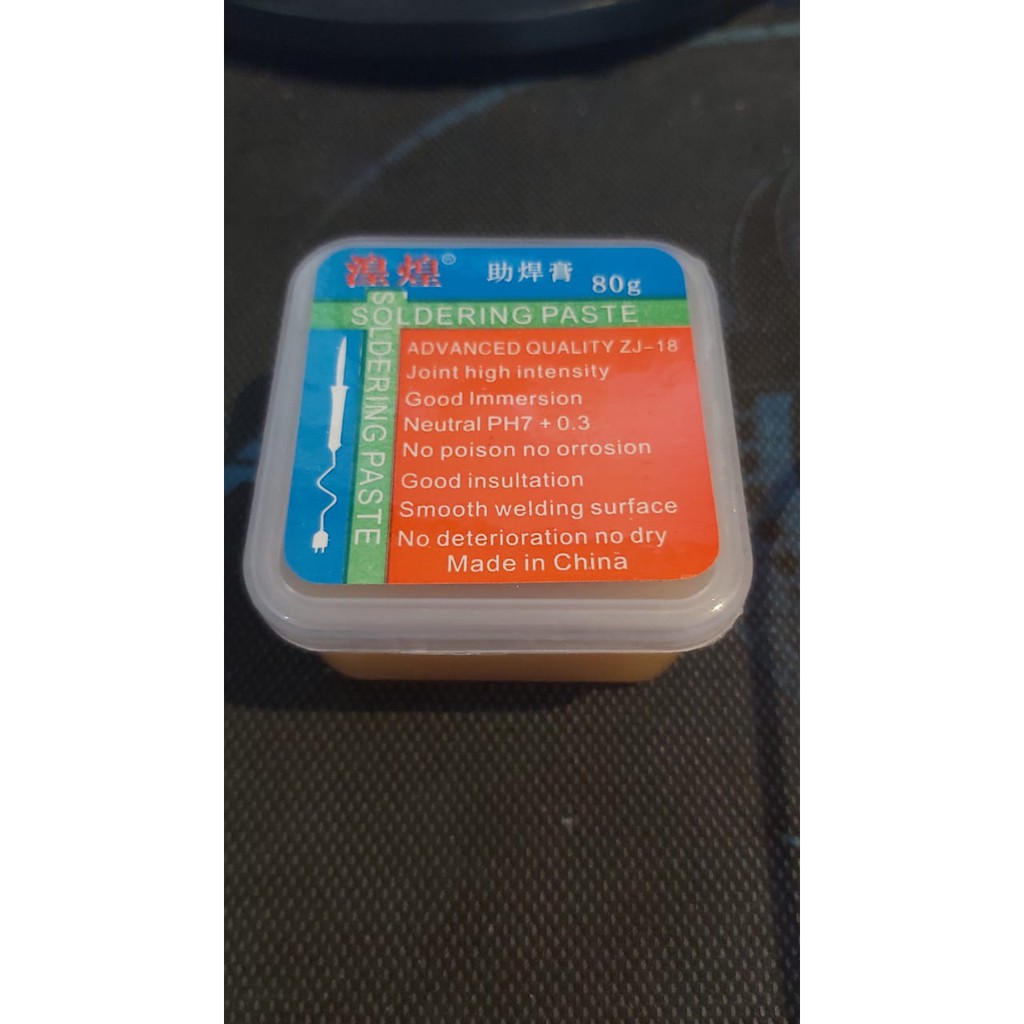 湟煌® 助焊膏 80g
SOLDERING PASTE
SOLDERING PASTE
ADVANCED QUALITY ZJ-18
Joint high intensity
Good Immersion
Neutral PH7 + 0.3
No poison no orrosion
Good insultation
Smooth welding surface
No deterioration no dry
Made in China